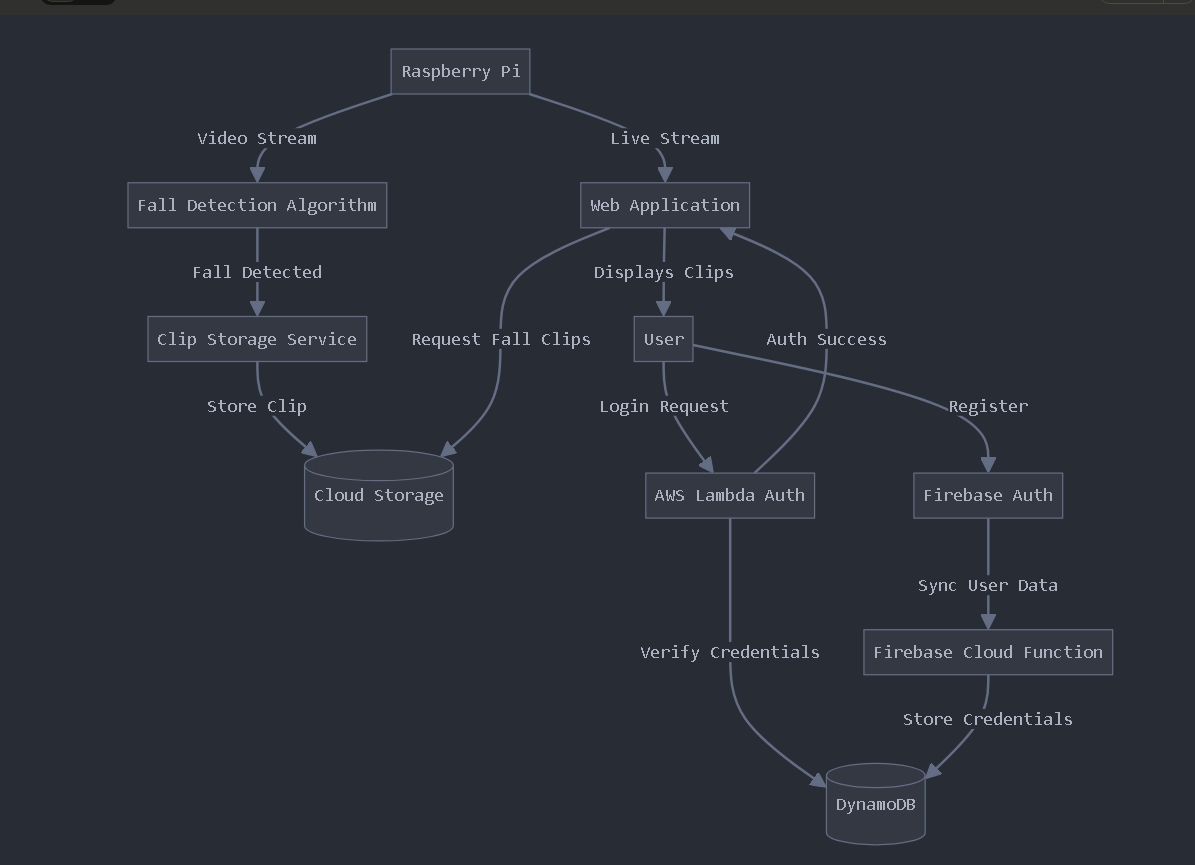 Raspberry Pi
Video Stream
Live Stream
Fall Detection Algorithm
Web Application
Fall Detected
Displays Clips
Clip Storage Service
Request Fall Clips
User
Auth Success
Store Clip
Login Request
Register
Cloud Storage
AWS Lambda Auth
Firebase Auth
Sync User Data
Verify Credentials
Firebase Cloud Function
Store Credentials
DynamoDB